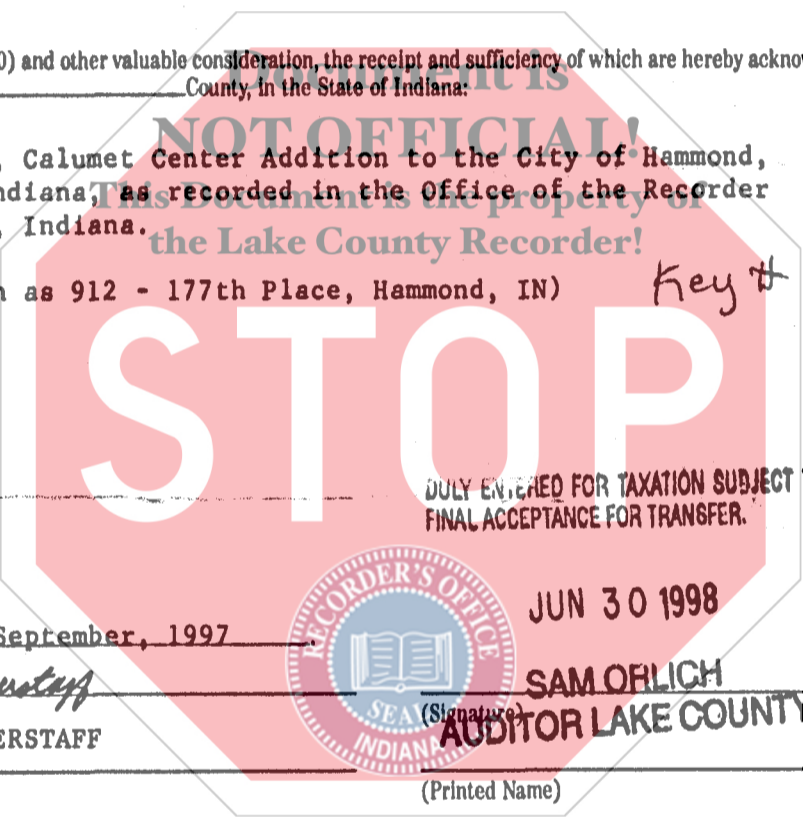 0) and other valuable consideration, the receipt and sufficiency of which are hereby acknow
County, in the State of Indiana:
Document is
NOT OFFICIAL!
This Document is the property of
the Lake County Recorder!
, Calumet Center Addition to the City of Hammond,
ndiana, as recorded in the Office of the Recorder
, Indiana.
n as 912 - 177th Place, Hammond, IN)
Key #
STOP
DULY ENTERED FOR TAXATION SUBJECT
FINAL ACCEPTANCE FOR TRANSFER.
JUN 30 1998
September, 1997
RECORDER'S OFFICE
SEAL
INDIANA
SAM ORLICH
(Signature)
AUDITOR LAKE COUNTY
ERSTAFF
(Printed Name)